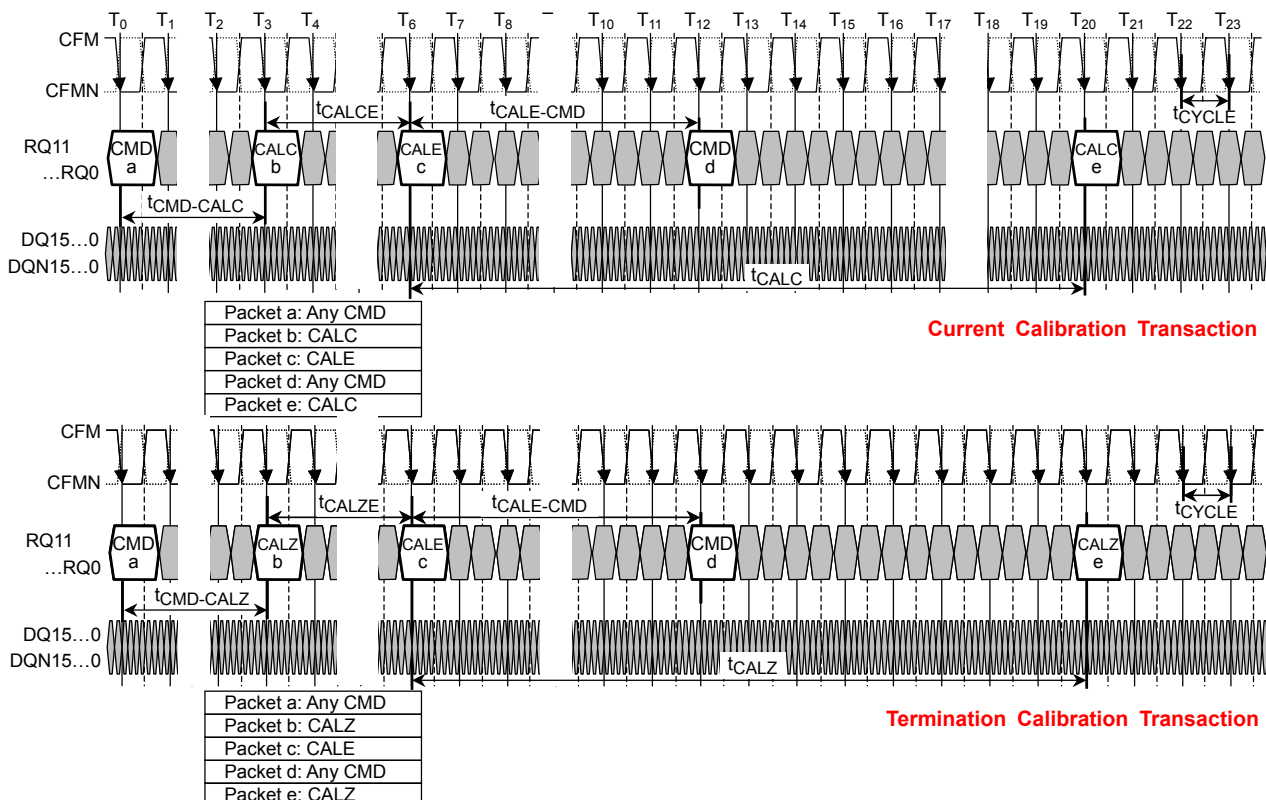 T0 T1 T2 T3 T4 T6 T7 T8 – T10 T11 T12 T13 T14 T15 T16 T17 T18 T19 T20 T21 T22 T23
CFM
CFMN
tCALCE tCALE-CMD tCYCLE
RQ11
...RQ0
CMD a CALC b CALE c CMD d CALC e
tCMD-CALC
DQ15...0
DQN15...0
tCALC
Packet a: Any CMD
Packet b: CALC
Packet c: CALE
Packet d: Any CMD
Packet e: CALC
Current Calibration Transaction
CFM
CFMN
tCALZE tCALE-CMD tCYCLE
RQ11
...RQ0
CMD a CALZ b CALE c CMD d CALZ e
tCMD-CALZ
DQ15...0
DQN15...0
tCALZ
Packet a: Any CMD
Packet b: CALZ
Packet c: CALE
Packet d: Any CMD
Packet e: CALZ
Termination Calibration Transaction